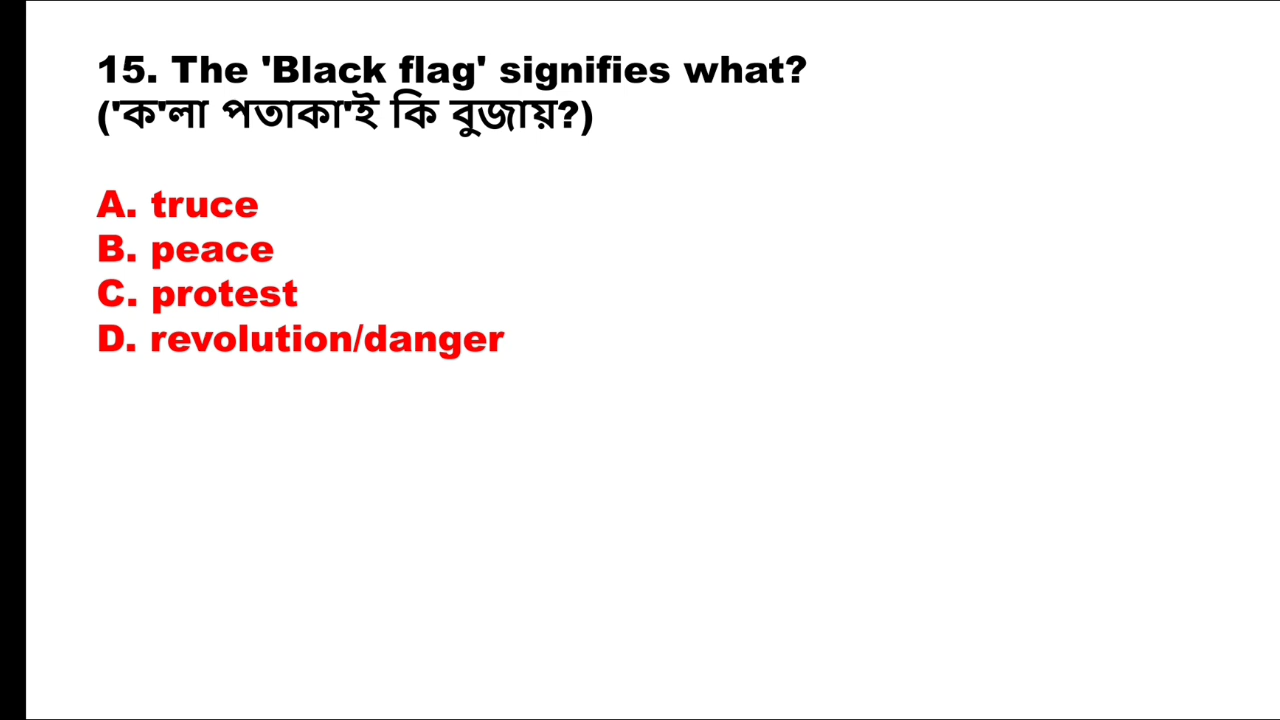 15. The 'Black flag' signifies what?
('ক'লা পতাকা'ই কি বুজায়?)
A. truce
B. peace
C. protest
D. revolution/danger